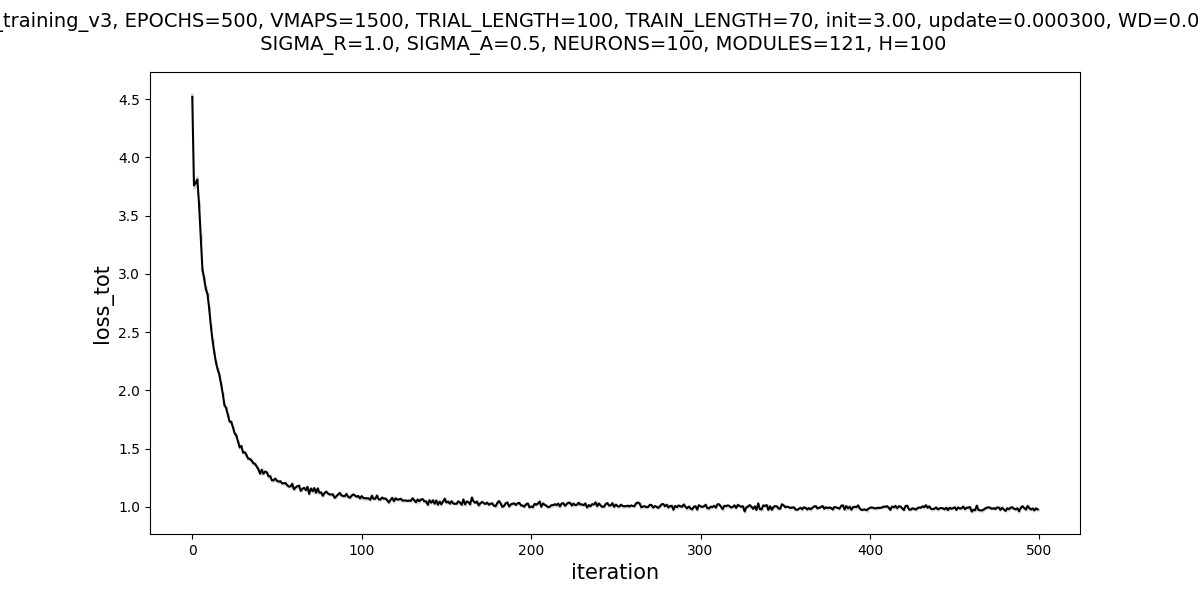 _training_v3, EPOCHS=500, VMAPS=1500, TRIAL_LENGTH=100, TRAIN_LENGTH=70, init=3.00, update=0.000300, WD=0.0
SIGMA_R=1.0, SIGMA_A=0.5, NEURONS=100, MODULES=121, H=100
4.5
4.0
3.5
3.0
2.5
2.0
1.5
1.0
loss_tot
0 100 200 300 400 500
iteration